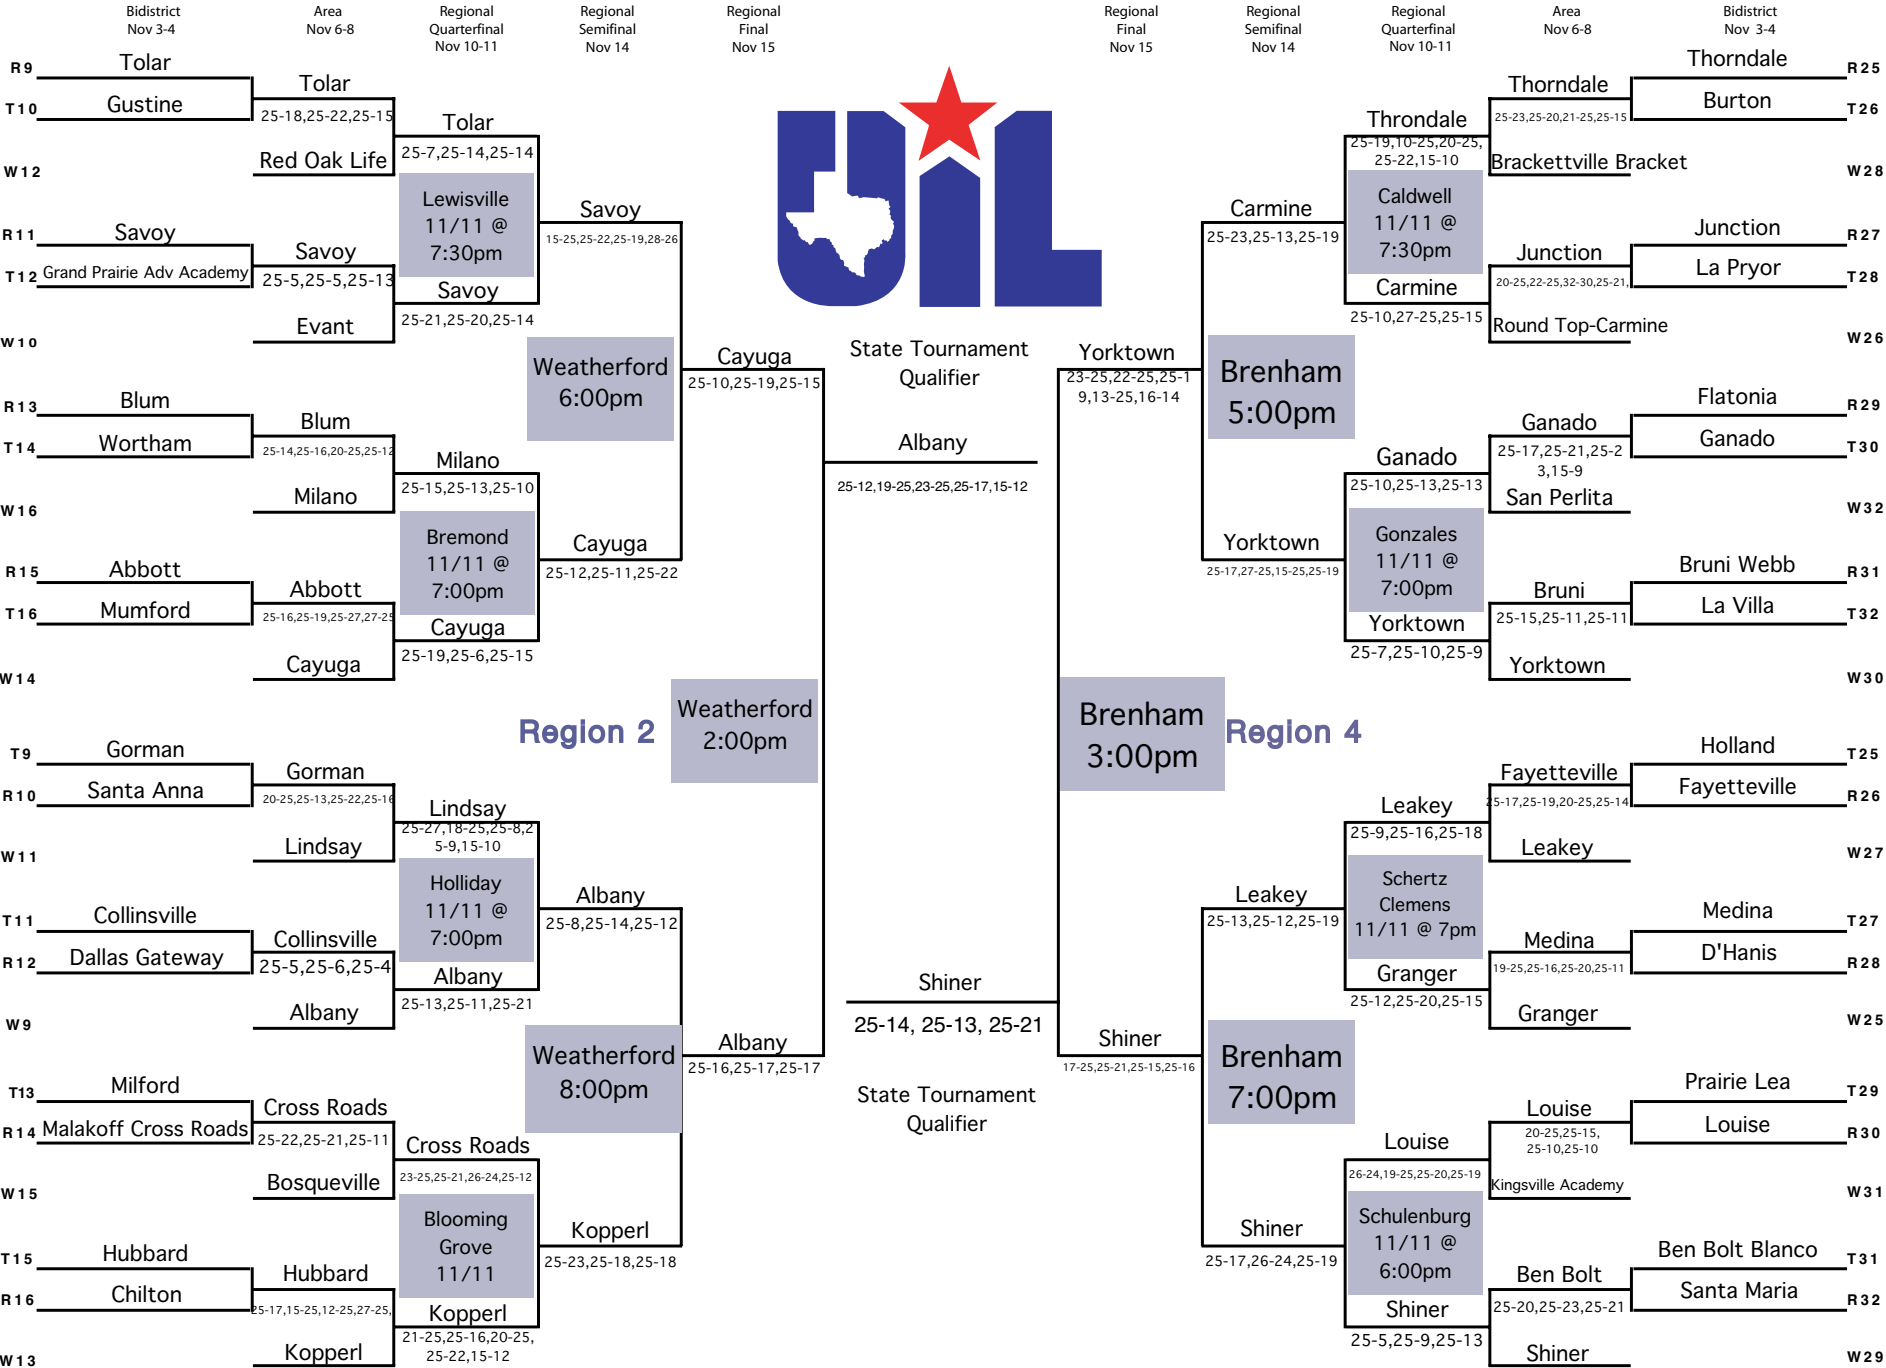 Bidistrict
Nov 3-4
Area
Nov 6-8
Regional
Quarterfinal
Nov 10-11
Regional
Semifinal
Nov 14
Regional
Final
Nov 15
Regional
Final
Nov 15
Regional
Semifinal
Nov 14
Regional
Quarterfinal
Nov 10-11
Area
Nov 6-8
Bidistrict
Nov 3-4
R9
Tolar
T10
Gustine
W12
R11
Savoy
T12
Grand Prairie Adv Academy
W10
R13
Blum
T14
Wortham
W16
R15
Abbott
T16
Mumford
W14
T9
Gorman
R10
Santa Anna
W11
T11
Collinsville
R12
Dallas Gateway
W9
T13
Milford
R14
Malakoff Cross Roads
W15
T15
Hubbard
R16
Chilton
W13
Tolar
25-18,25-22,25-15
Red Oak Life
Savoy
25-5,25-5,25-13
Evant
Blum
25-14,25-16,20-25,25-12
Milano
Abbott
25-16,25-19,25-27,27-25
Cayuga
Gorman
20-25,25-13,25-22,25-16
Lindsay
Collinsville
25-5,25-6,25-4
Albany
Cross Roads
25-22,25-21,25-11
Bosqueville
Hubbard
25-17,15-25,12-25,27-25,
Kopperl
Tolar
25-7,25-14,25-14
Lewisville
11/11 @
7:30pm
Savoy
25-21,25-20,25-14
Milano
25-15,25-13,25-10
Bremond
11/11 @
7:00pm
Cayuga
25-19,25-6,25-15
Lindsay
25-27,18-25,25-8,2
5-9,15-10
Holliday
11/11 @
7:00pm
Albany
25-13,25-11,25-21
Cross Roads
23-25,25-21,26-24,25-12
Blooming
Grove
11/11
Kopperl
21-25,25-16,20-25,
25-22,15-12
Savoy
15-25,25-22,25-19,28-26
Weatherford
6:00pm
Cayuga
25-12,25-11,25-22
Region 2
Albany
25-8,25-14,25-12
Weatherford
8:00pm
Kopperl
25-23,25-18,25-18
Cayuga
25-10,25-19,25-15
Weatherford
2:00pm
Albany
25-16,25-17,25-17
UIL
State Tournament
Qualifier
Albany
25-12,19-25,23-25,25-17,15-12
Shiner
25-14, 25-13, 25-21
State Tournament
Qualifier
Yorktown
23-25,22-25,25-1
9,13-25,16-14
Brenham
3:00pm
Shiner
17-25,25-21,25-15,25-16
Carmine
25-23,25-13,25-19
Brenham
5:00pm
Yorktown
25-17,27-25,15-25,25-19
Region 4
Leakey
25-13,25-12,25-19
Brenham
7:00pm
Shiner
25-17,26-24,25-19
Throndale
25-19,10-25,20-25,
25-22,15-10
Caldwell
11/11 @
7:30pm
Carmine
25-10,27-25,25-15
Ganado
25-10,25-13,25-13
Gonzales
11/11 @
7:00pm
Yorktown
25-7,25-10,25-9
Leakey
25-9,25-16,25-18
Schertz
Clemens
11/11 @ 7pm
Granger
25-12,25-20,25-15
Louise
26-24,19-25,25-20,25-19
Schulenburg
11/11 @
6:00pm
Shiner
25-5,25-9,25-13
Thorndale
25-23,25-20,21-25,25-15
Brackettville Bracket
Junction
20-25,22-25,32-30,25-21,
Round Top-Carmine
Ganado
25-17,25-21,25-2
3,15-9
San Perlita
Bruni
25-15,25-11,25-11
Yorktown
Fayetteville
25-17,25-19,20-25,25-14
Leakey
Medina
19-25,25-16,25-20,25-11
Granger
Louise
20-25,25-15,
25-10,25-10
Kingsville Academy
Ben Bolt
25-20,25-23,25-21
Shiner
Thorndale
R25
Burton
T26
W28
Junction
R27
La Pryor
T28
W26
Flatonia
R29
Ganado
T30
W32
Bruni Webb
R31
La Villa
T32
W30
Holland
T25
Fayetteville
R26
W27
Medina
T27
D'Hanis
R28
W25
Prairie Lea
T29
Louise
R30
W31
Ben Bolt Blanco
T31
Santa Maria
R32
W29